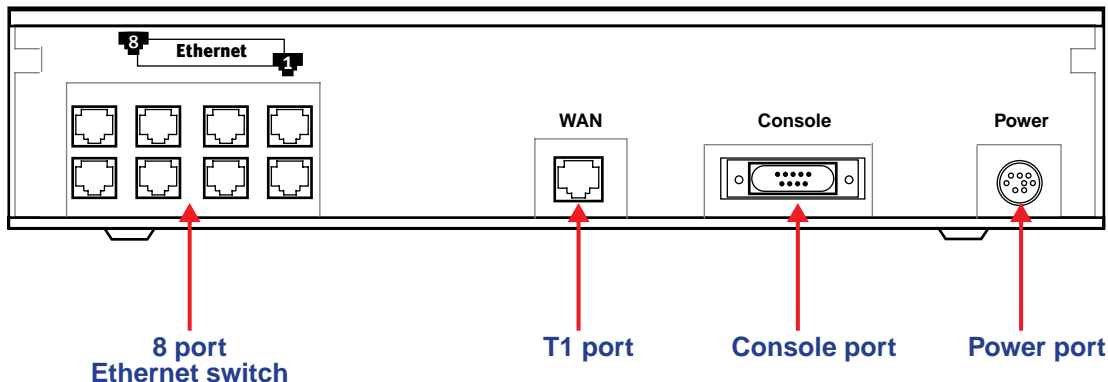 8
Ethernet
1
WAN
Console
Power
8 port
Ethernet switch
T1 port
Console port
Power port